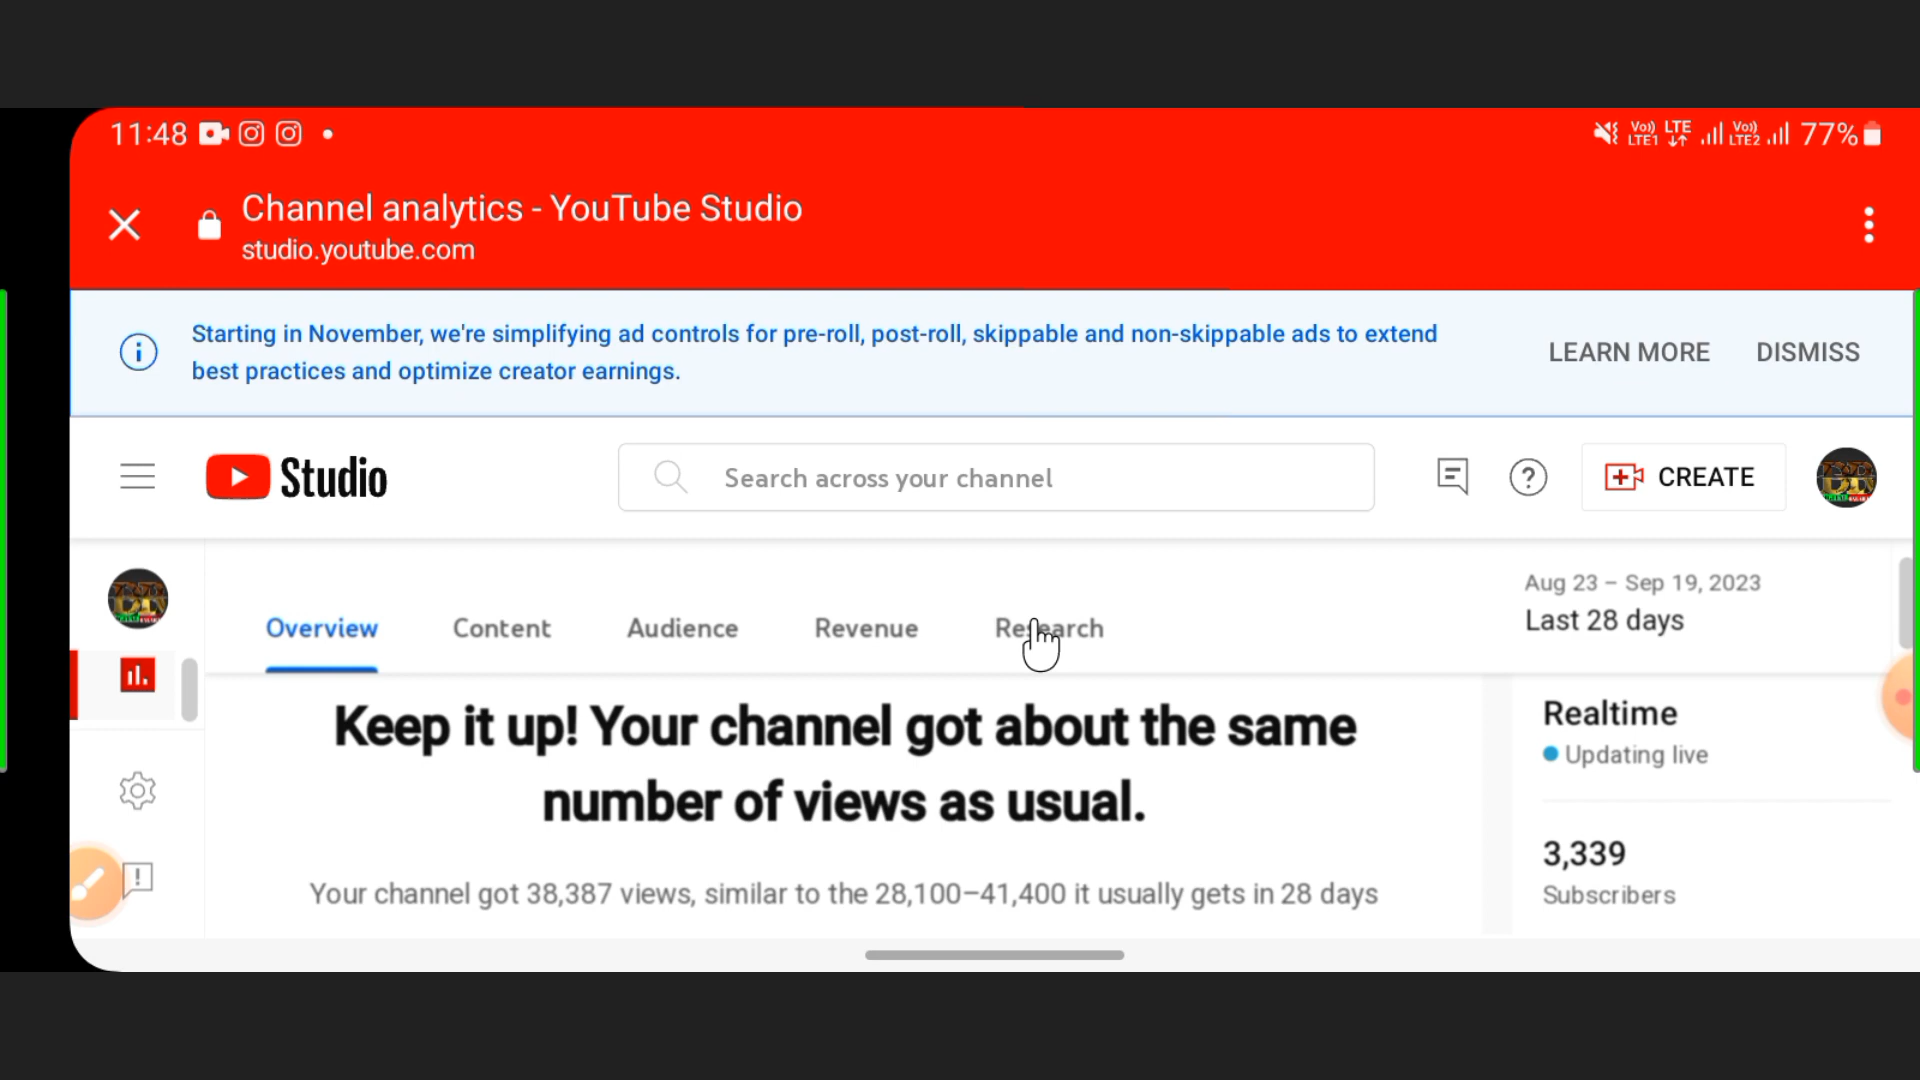 11:48
Vo)) LTE1 LTE Vo)) LTE2 77%
Channel analytics - YouTube Studio
studio.youtube.com
Starting in November, we're simplifying ad controls for pre-roll, post-roll, skippable and non-skippable ads to extend
best practices and optimize creator earnings.
LEARN MORE DISMISS
Studio
Search across your channel
CREATE
Aug 23 – Sep 19, 2023
Last 28 days
Overview Content Audience Revenue Research
Keep it up! Your channel got about the same
number of views as usual.
Your channel got 38,387 views, similar to the 28,100–41,400 it usually gets in 28 days
Realtime
Updating live
3,339
Subscribers